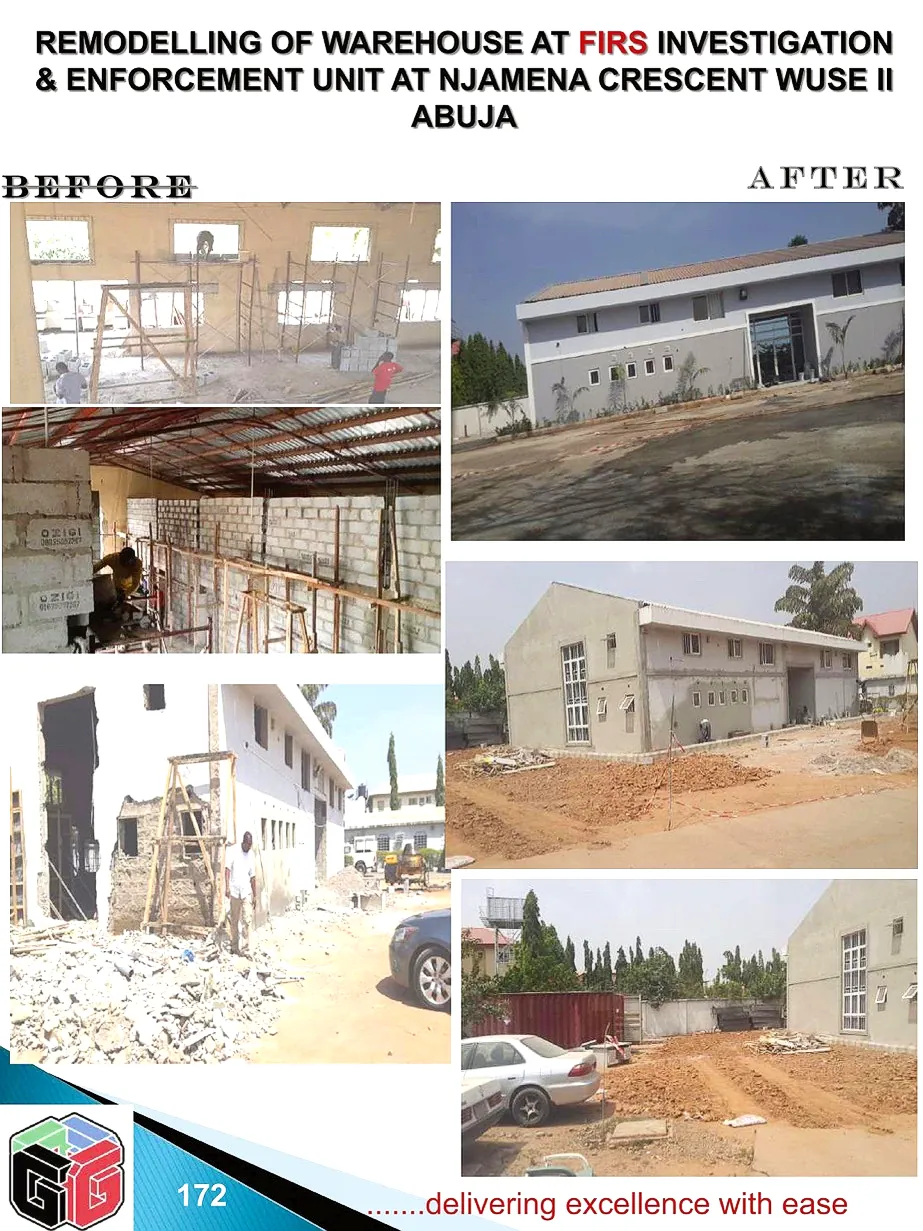 REMODELLING OF WAREHOUSE AT FIRS INVESTIGATION
& ENFORCEMENT UNIT AT NJAMENA CRESCENT WUSE II
ABUJA
BEFORE
AFTER
OZIGI
OZIGI
GG
172
.......delivering excellence with ease